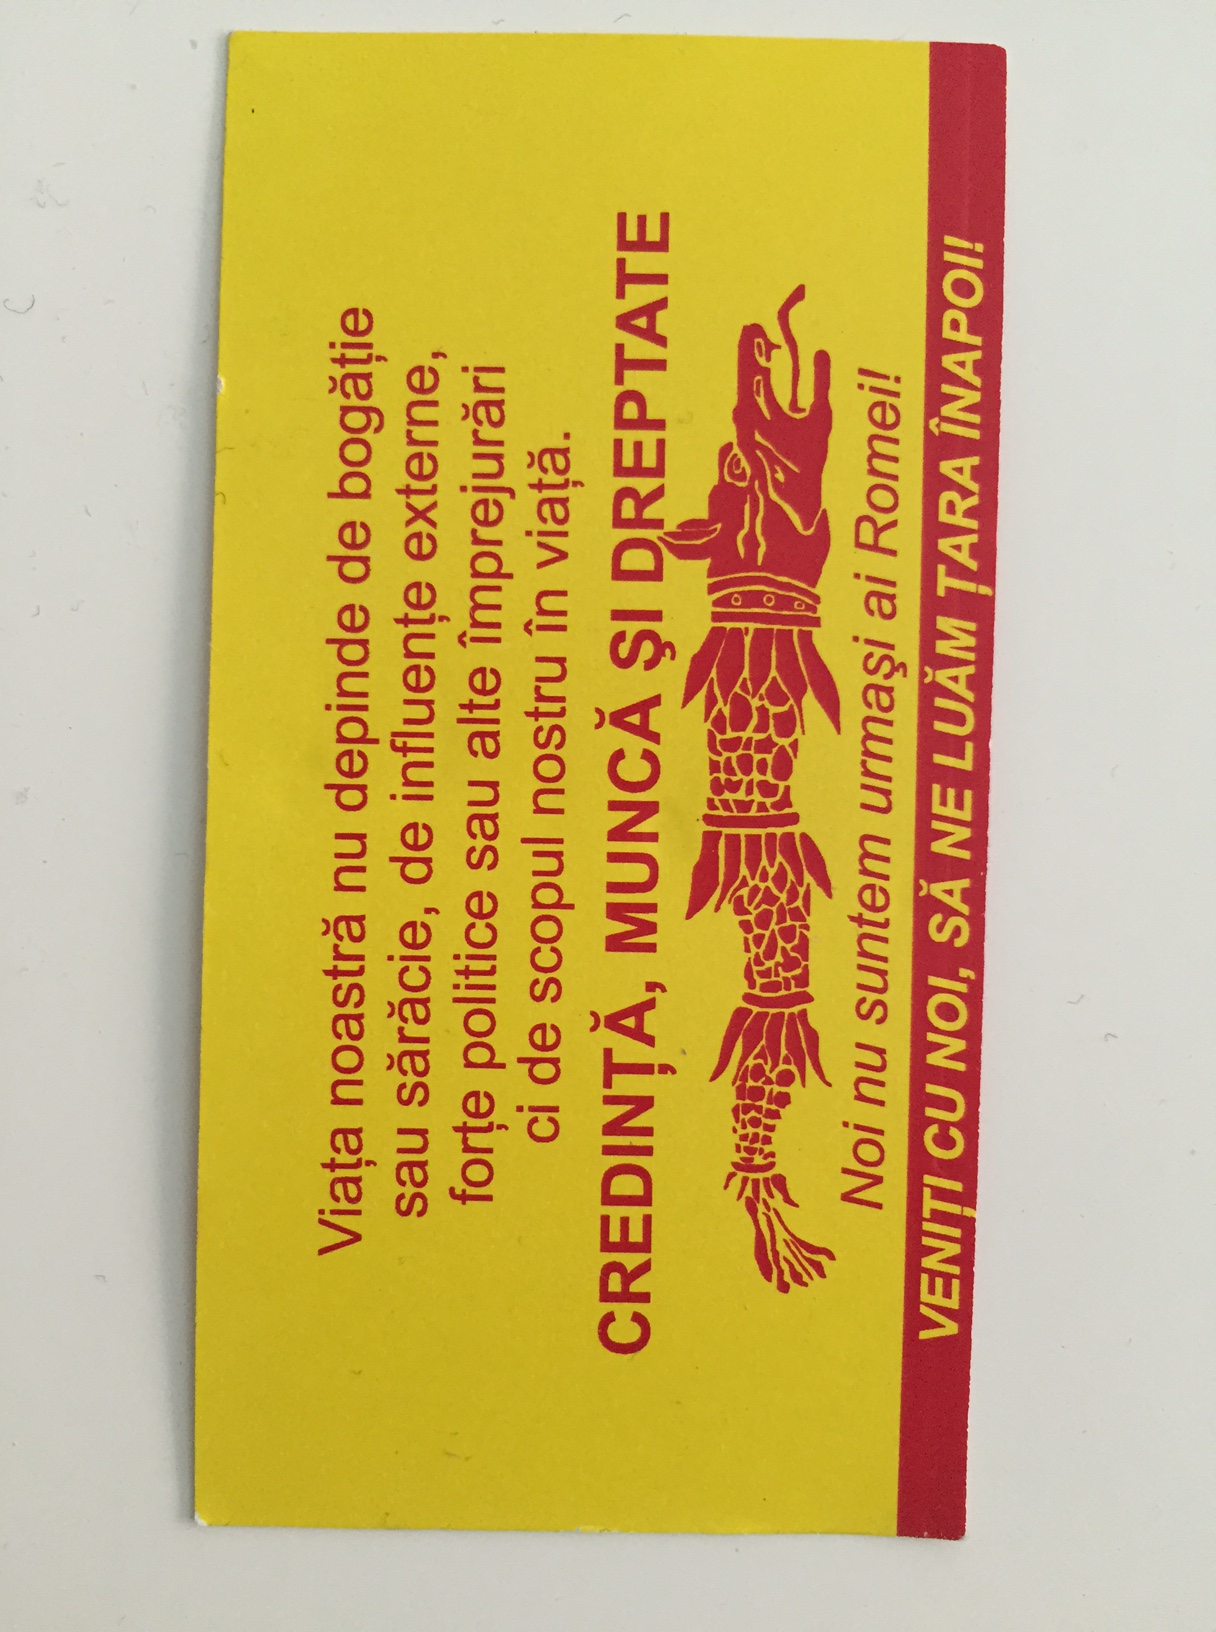 Viața noastră nu depinde de bogăție
sau sărăcie, de influențe externe,
forțe politice sau alte împrejurări
ci de scopul nostru în viață.
CREDINȚĂ, MUNCĂ ȘI DREPTATE
Noi nu suntem urmași ai Romei!
VENIȚI CU NOI, SĂ NE LUĂM ȚARA ÎNAPOI!